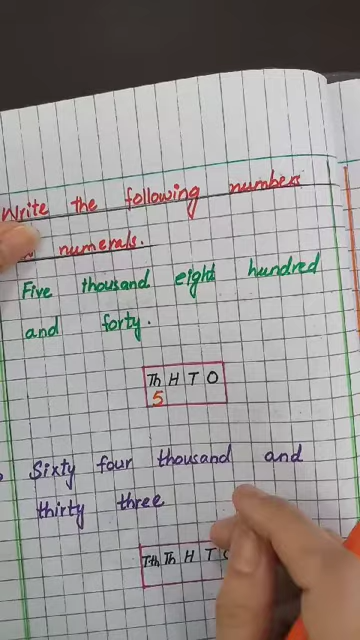 Write the following numbers
numerals.
Five thousand eight hundred
and forty.
Th H T O
5
Sixty four thousand and
thirty three
Tth Th H T